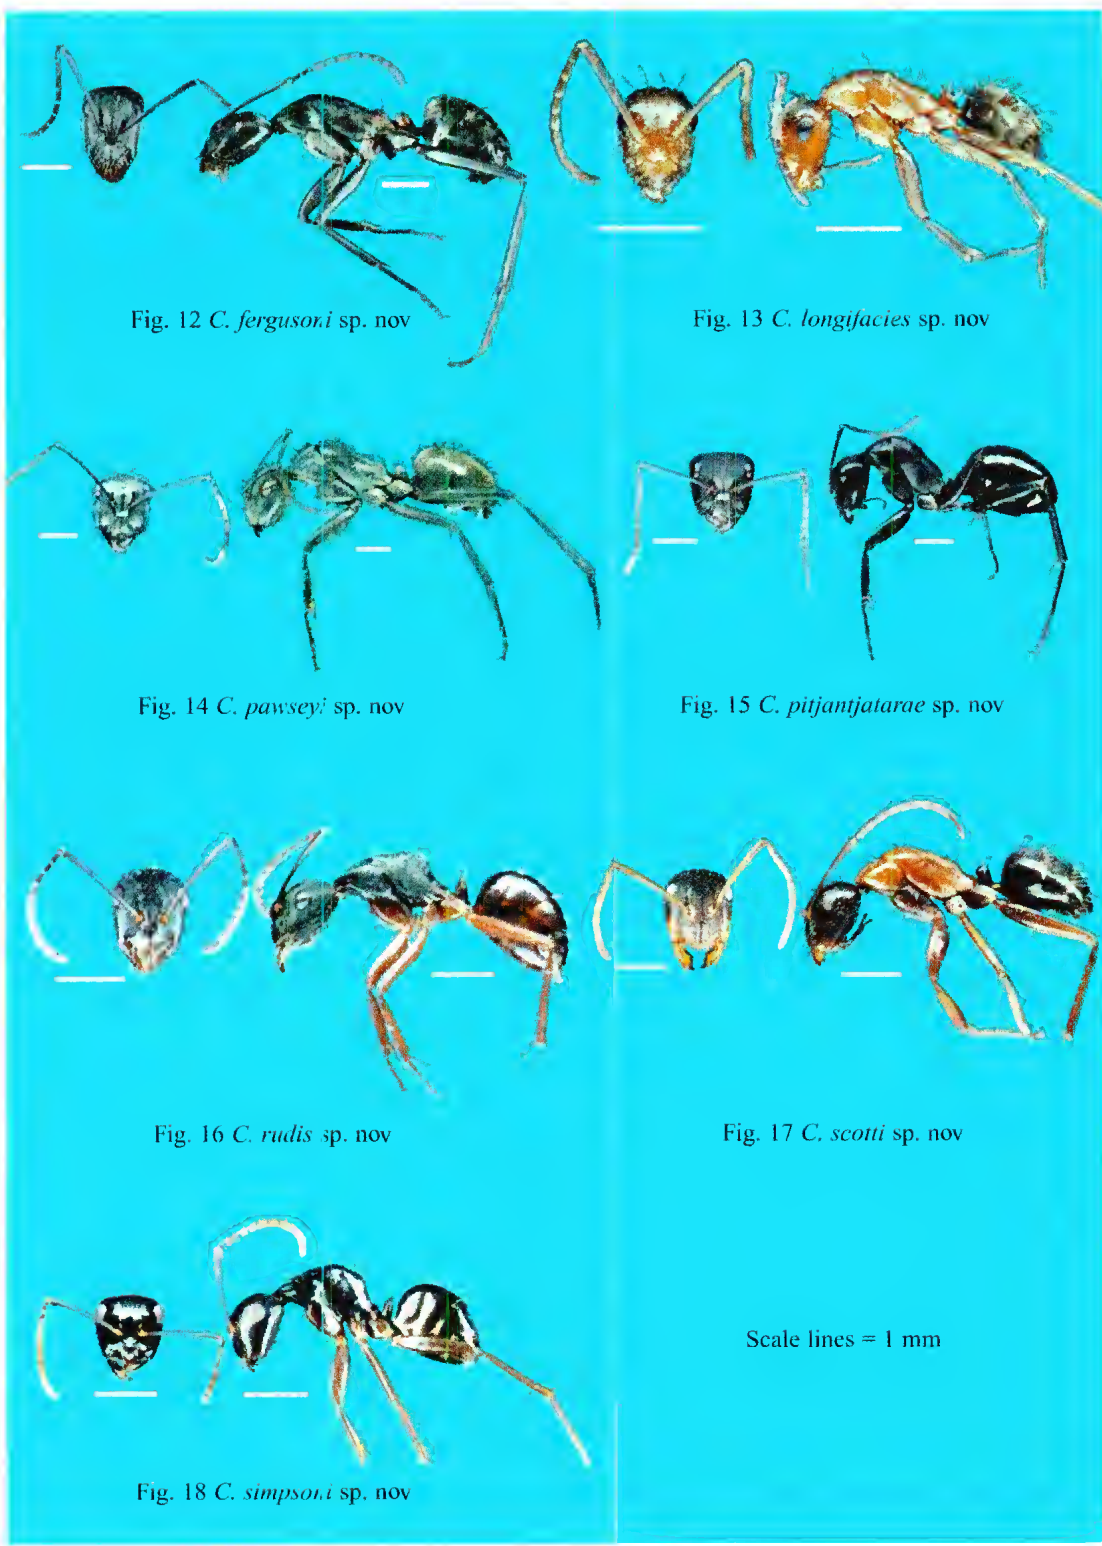 Fig. 12 C. fergusoni sp. nov
Fig. 13 C. longifacies sp. nov
Fig. 14 C. pawseyi sp. nov
Fig. 15 C. pitjantjatarae sp. nov
Fig. 16 C. rudis sp. nov
Fig. 17 C. scotti sp. nov
Scale lines = 1 mm
Fig. 18 C. simpsoni sp. nov